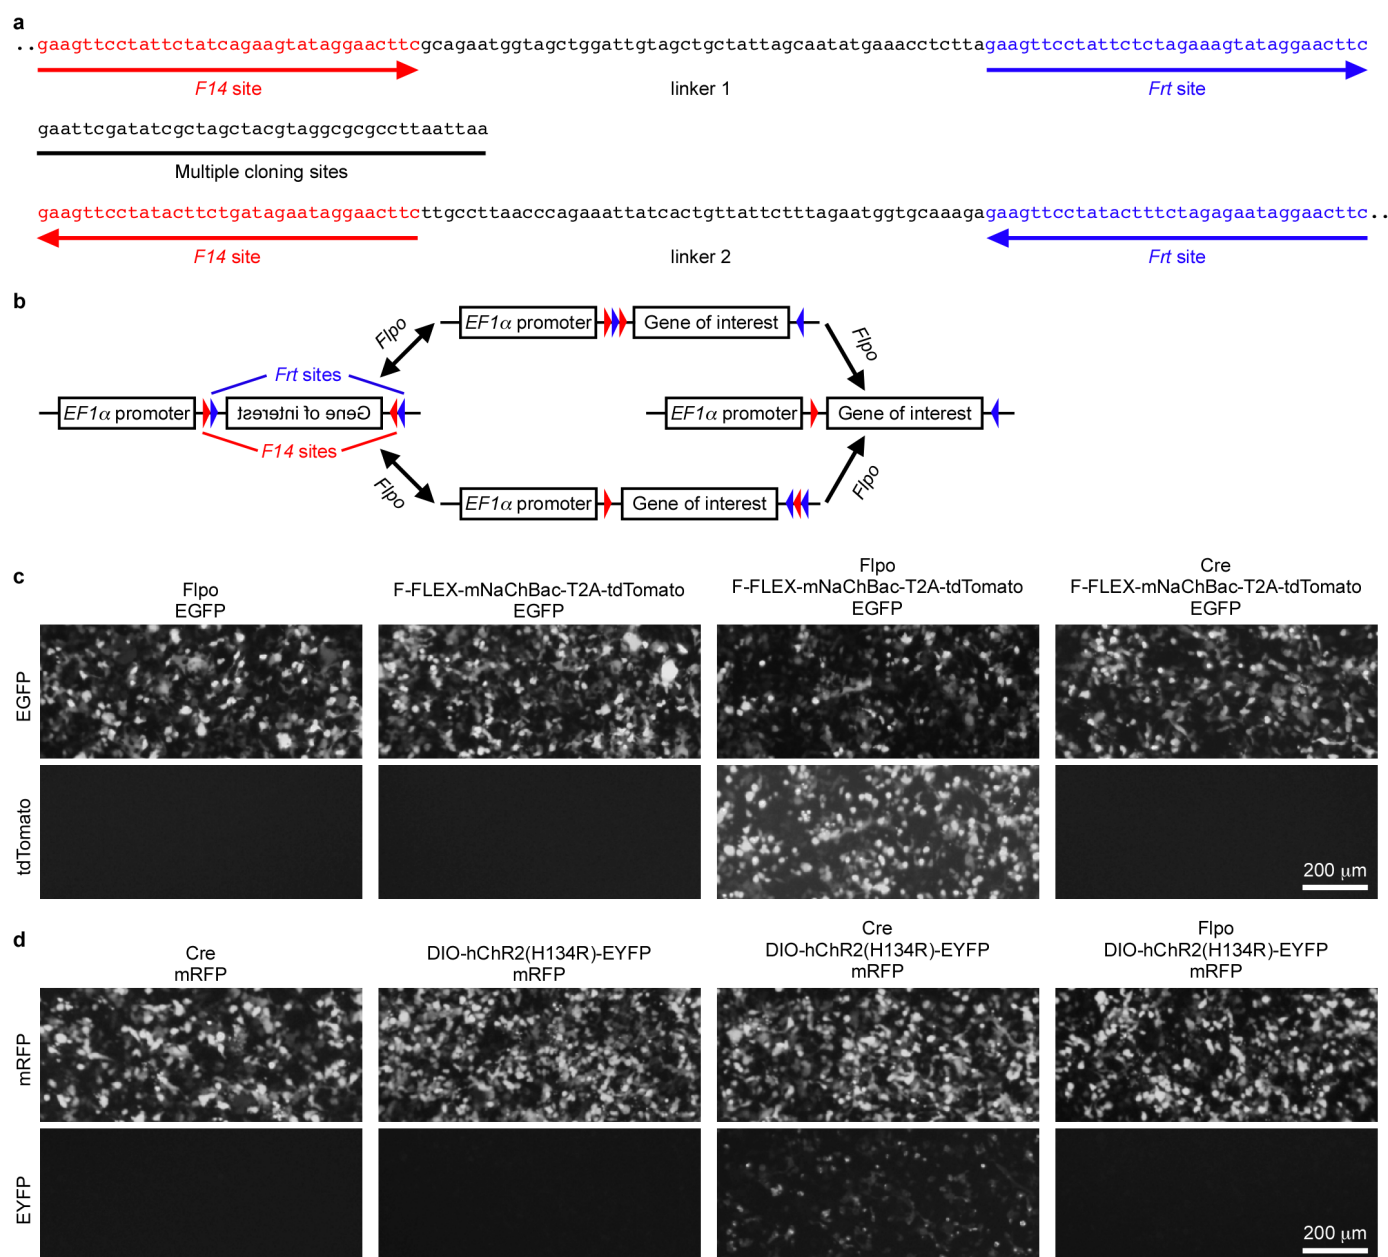 a
..gaagttcctattctatcagaagtataggaacttcgcagaatggtagctggattgtagctgctattagcaatatgaaacctcttagaagttcctattctctagaaagtataggaacttc
F14 site linker 1 Frt site
gaattcgatatcgctagctacgtaggcgcgccttaattaa
Multiple cloning sites
gaagttcctatacttctgatagaataggaacttcttgccttaacccagaaattatcactgttattctttagaatggtgcaaagagaagttcctatactttctagagaataggaacttc..
F14 site linker 2 Frt site
b
EF1α promoter Gene of interest
Flpo Flpo
Frt sites
EF1α promoter Gene of interest EF1α promoter Gene of interest
F14 sites
Flpo Flpo
EF1α promoter Gene of interest
c
Flpo
EGFP
F-FLEX-mNaChBac-T2A-tdTomato
EGFP
Flpo
F-FLEX-mNaChBac-T2A-tdTomato
EGFP
Cre
F-FLEX-mNaChBac-T2A-tdTomato
EGFP
EGFP
tdTomato
200 μm
d
Cre
mRFP
DIO-hChR2(H134R)-EYFP
mRFP
Cre
DIO-hChR2(H134R)-EYFP
mRFP
Flpo
DIO-hChR2(H134R)-EYFP
mRFP
mRFP
EYFP
200 μm